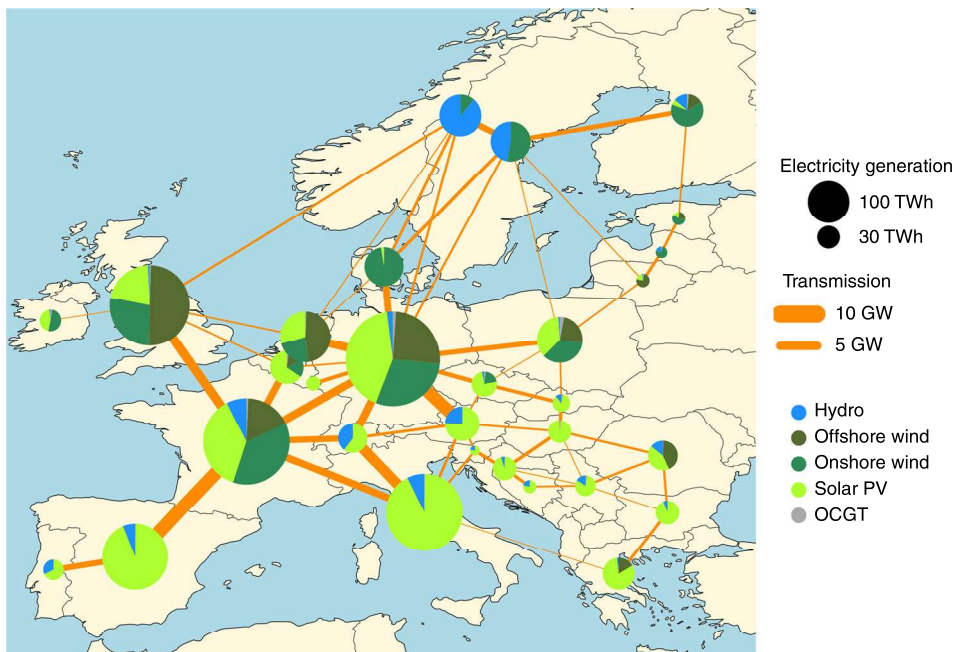 Electricity generation
100 TWh
30 TWh
Transmission
10 GW
5 GW
Hydro
Offshore wind
Onshore wind
Solar PV
OCGT